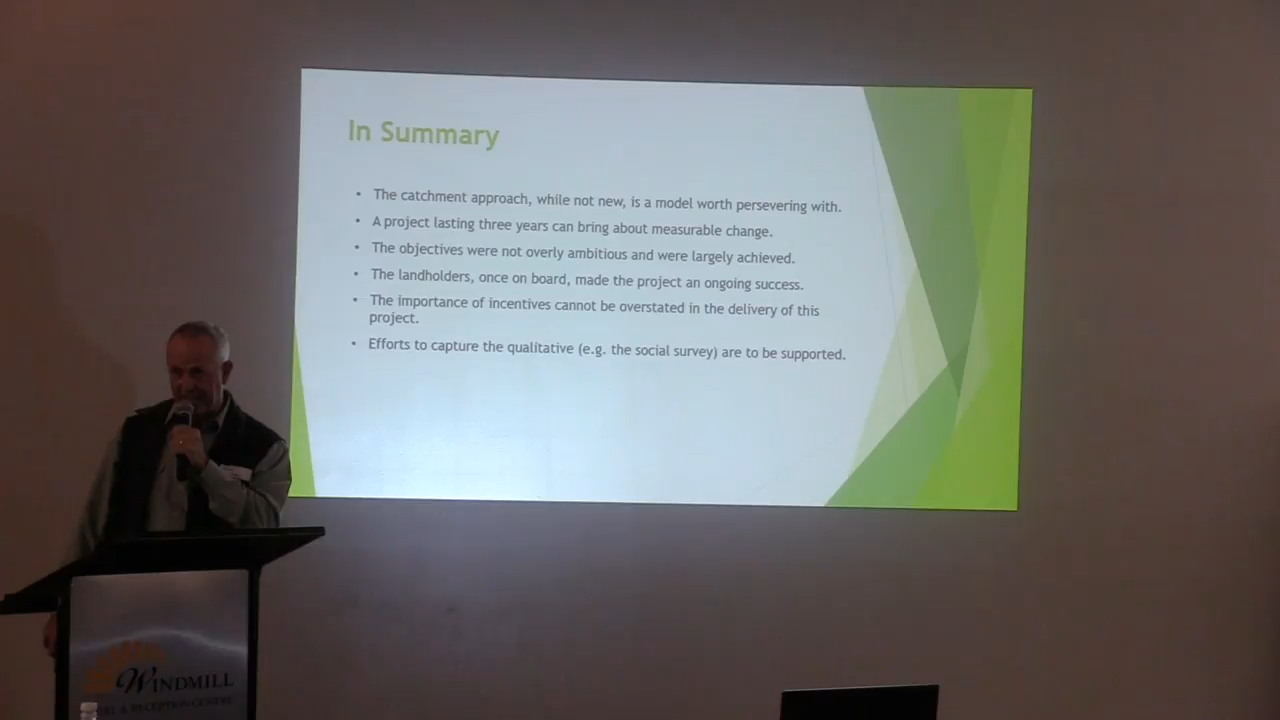 In Summary
• The catchment approach, while not new, is a model worth persevering with.
• A project lasting three years can bring about measurable change.
• The objectives were not overly ambitious and were largely achieved.
• The landholders, once on board, made the project an ongoing success.
• The importance of incentives cannot be overstated in the delivery of this
project.
• Efforts to capture the qualitative (e.g. the social survey) are to be supported.
WINDMILL
& RECEPTION CENTRE